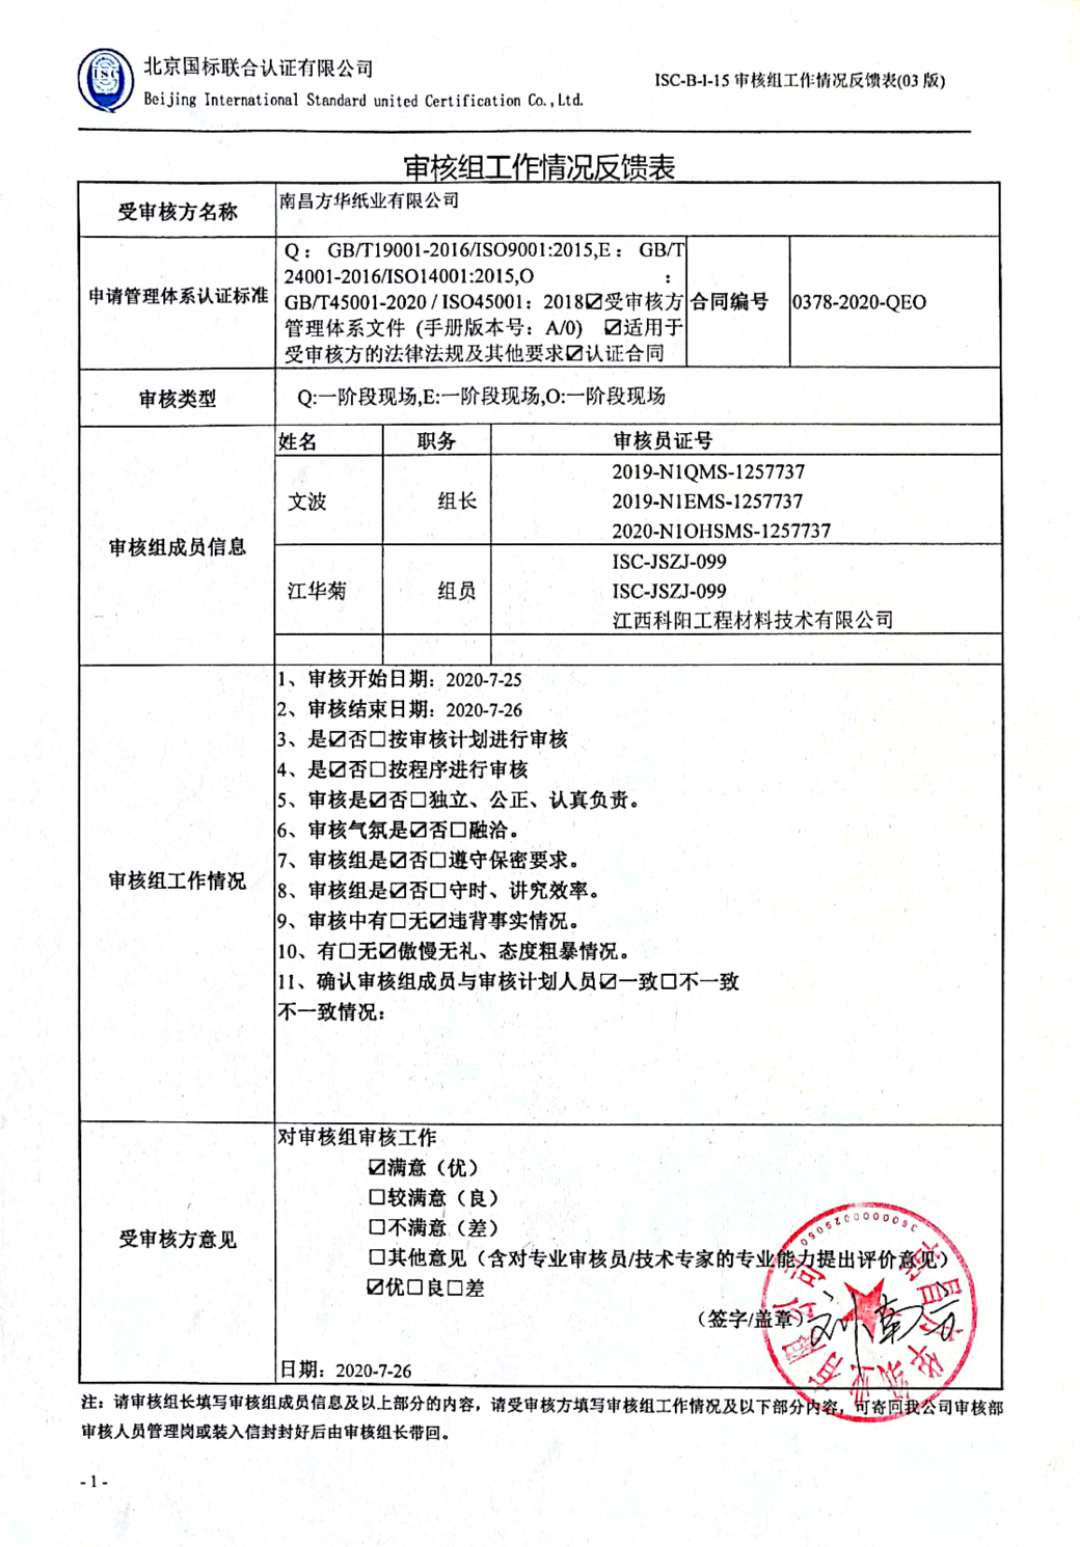 北京国标联合认证有限公司
Beijing International Standard united Certification Co.,Ltd.
ISC-B-I-15 审核组工作情况反馈表(03 版)
审核组工作情况反馈表
受审核方名称
南昌方华纸业有限公司
申请管理体系认证标准
Q： GB/T19001-2016/ISO9001:2015,E： GB/T
24001-2016/ISO14001:2015,O ：
GB/T45001-2020 / ISO45001：2018☑受审核方
管理体系文件 (手册版本号：A/0) ☑适用于
受审核方的法律法规及其他要求☑认证合同
合同编号
0378-2020-QEO
审核类型
Q:一阶段现场,E:一阶段现场,O:一阶段现场
审核组成员信息
姓名 职务 审核员证号
文波 组长
2019-N1QMS-1257737
2019-N1EMS-1257737
2020-N1OHSMS-1257737
江华菊 组员
ISC-JSZJ-099
ISC-JSZJ-099
江西科阳工程材料技术有限公司
审核组工作情况
1、审核开始日期：2020-7-25
2、审核结束日期：2020-7-26
3、是☑否□按审核计划进行审核
4、是☑否□按程序进行审核
5、审核是☑否□独立、公正、认真负责。
6、审核气氛是☑否□融洽。
7、审核组是☑否□遵守保密要求。
8、审核组是☑否□守时、讲究效率。
9、审核中有□无☑违背事实情况。
10、有□无☑傲慢无礼、态度粗暴情况。
11、确认审核组成员与审核计划人员☑一致□不一致
不一致情况：
受审核方意见
对审核组审核工作
☑满意（优）
□较满意（良）
□不满意（差）
□其他意见（含对专业审核员/技术专家的专业能力提出评价意见）
☑优□良□差
（签字/盖章）
日期：2020-7-26
注：请审核组长填写审核组成员信息及以上部分的内容，请受审核方填写审核组工作情况及以下部分内容，可寄回我公司审核部
审核人员管理岗或装入信封封好后由审核组长带回。
- 1 -